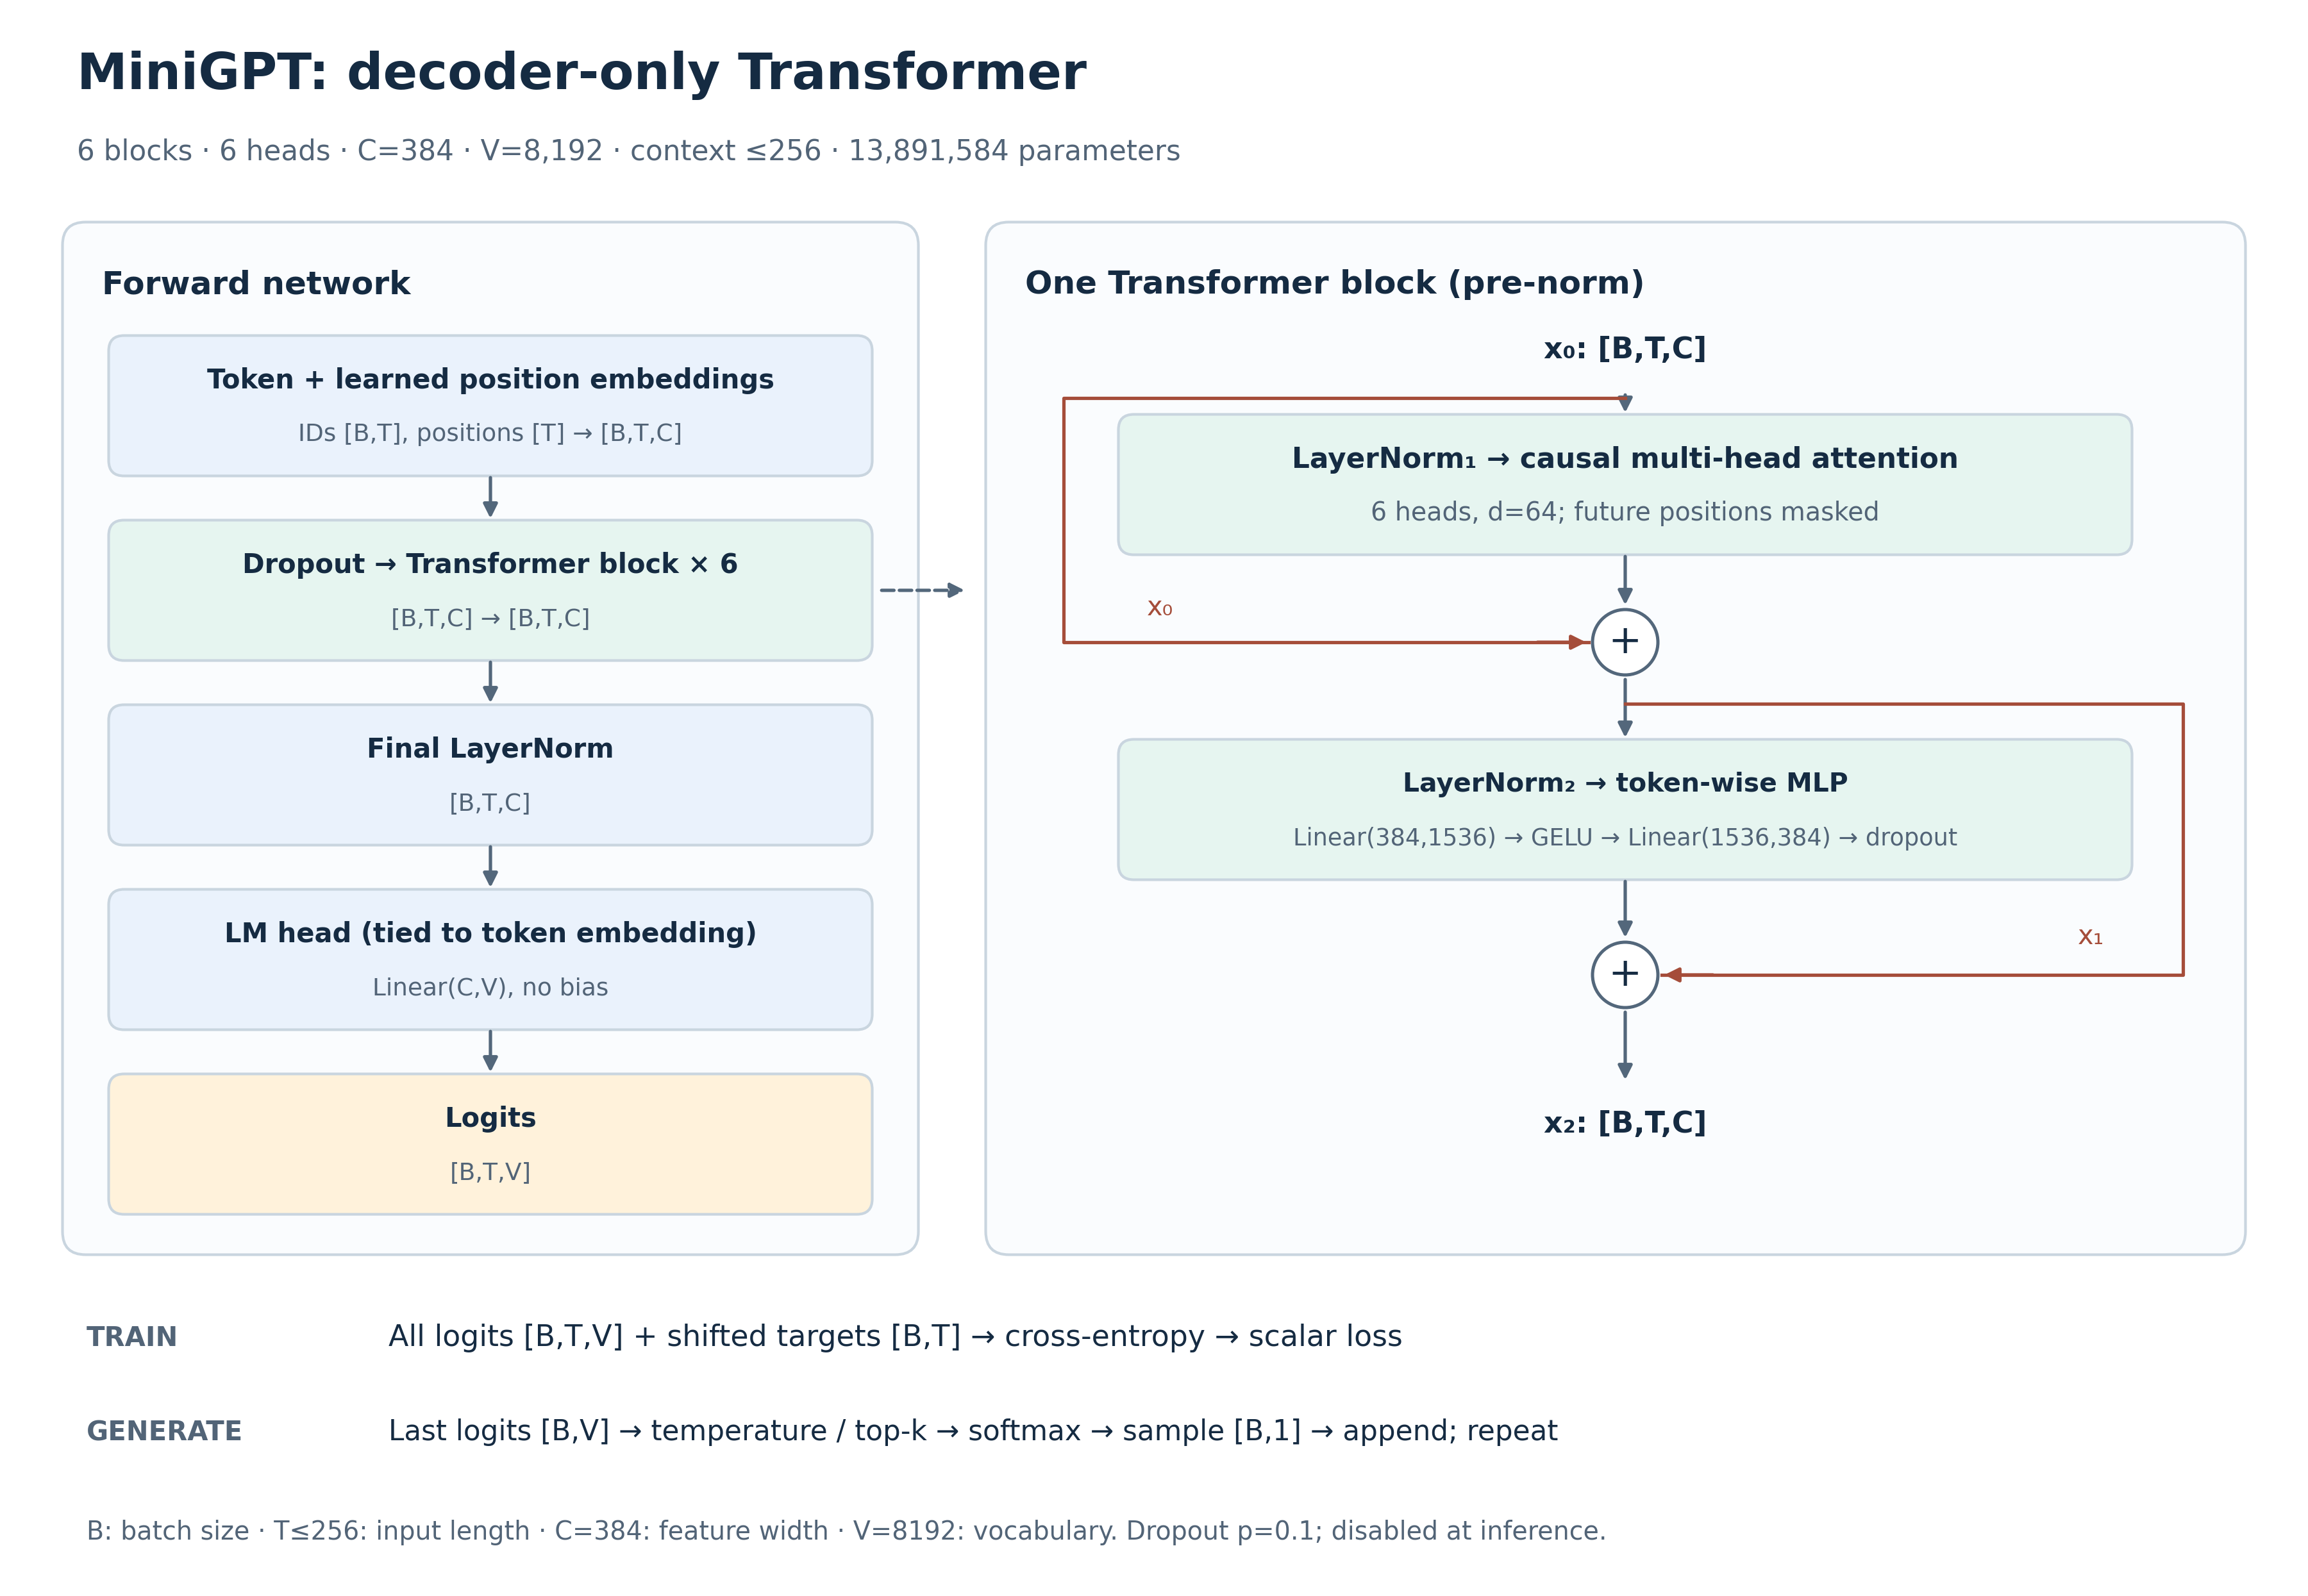 MiniGPT: decoder-only Transformer
6 blocks · 6 heads · C=384 · V=8,192 · context ≤256 · 13,891,584 parameters
Forward network
Token + learned position embeddings
IDs [B,T], positions [T] → [B,T,C]
Dropout → Transformer block × 6
[B,T,C] → [B,T,C]
Final LayerNorm
[B,T,C]
LM head (tied to token embedding)
Linear(C,V), no bias
Logits
[B,T,V]
One Transformer block (pre-norm)
x₀: [B,T,C]
LayerNorm₁ → causal multi-head attention
6 heads, d=64; future positions masked
x₀
+
LayerNorm₂ → token-wise MLP
Linear(384,1536) → GELU → Linear(1536,384) → dropout
x₁
+
x₂: [B,T,C]
TRAIN All logits [B,T,V] + shifted targets [B,T] → cross-entropy → scalar loss
GENERATE Last logits [B,V] → temperature / top-k → softmax → sample [B,1] → append; repeat
B: batch size · T≤256: input length · C=384: feature width · V=8192: vocabulary. Dropout p=0.1; disabled at inference.